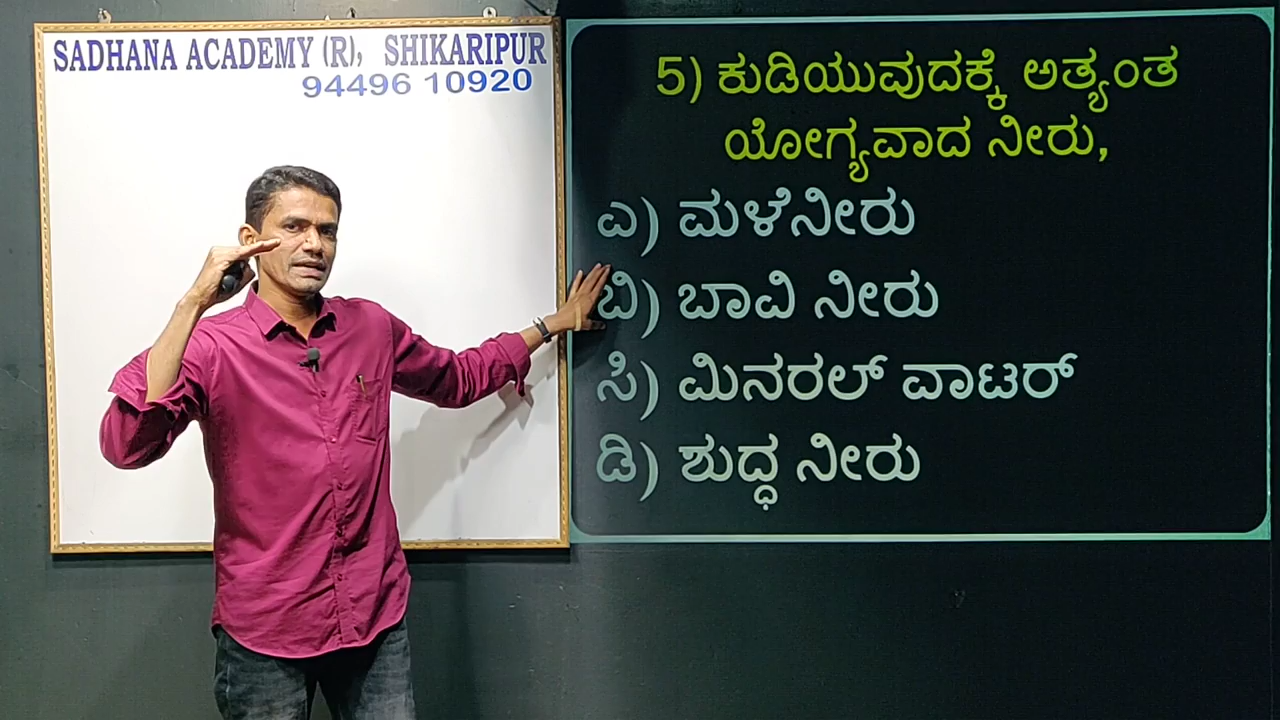 SADHANA ACADEMY (R), SHIKARIPUR
94496 10920
5) ಕುಡಿಯುವುದಕ್ಕೆ ಅತ್ಯಂತ
ಯೋಗ್ಯವಾದ ನೀರು,
ಎ) ಮಳೆನೀರು
ಬಿ) ಬಾವಿ ನೀರು
ಸಿ) ಮಿನರಲ್ ವಾಟರ್
ಡಿ) ಶುದ್ಧ ನೀರು